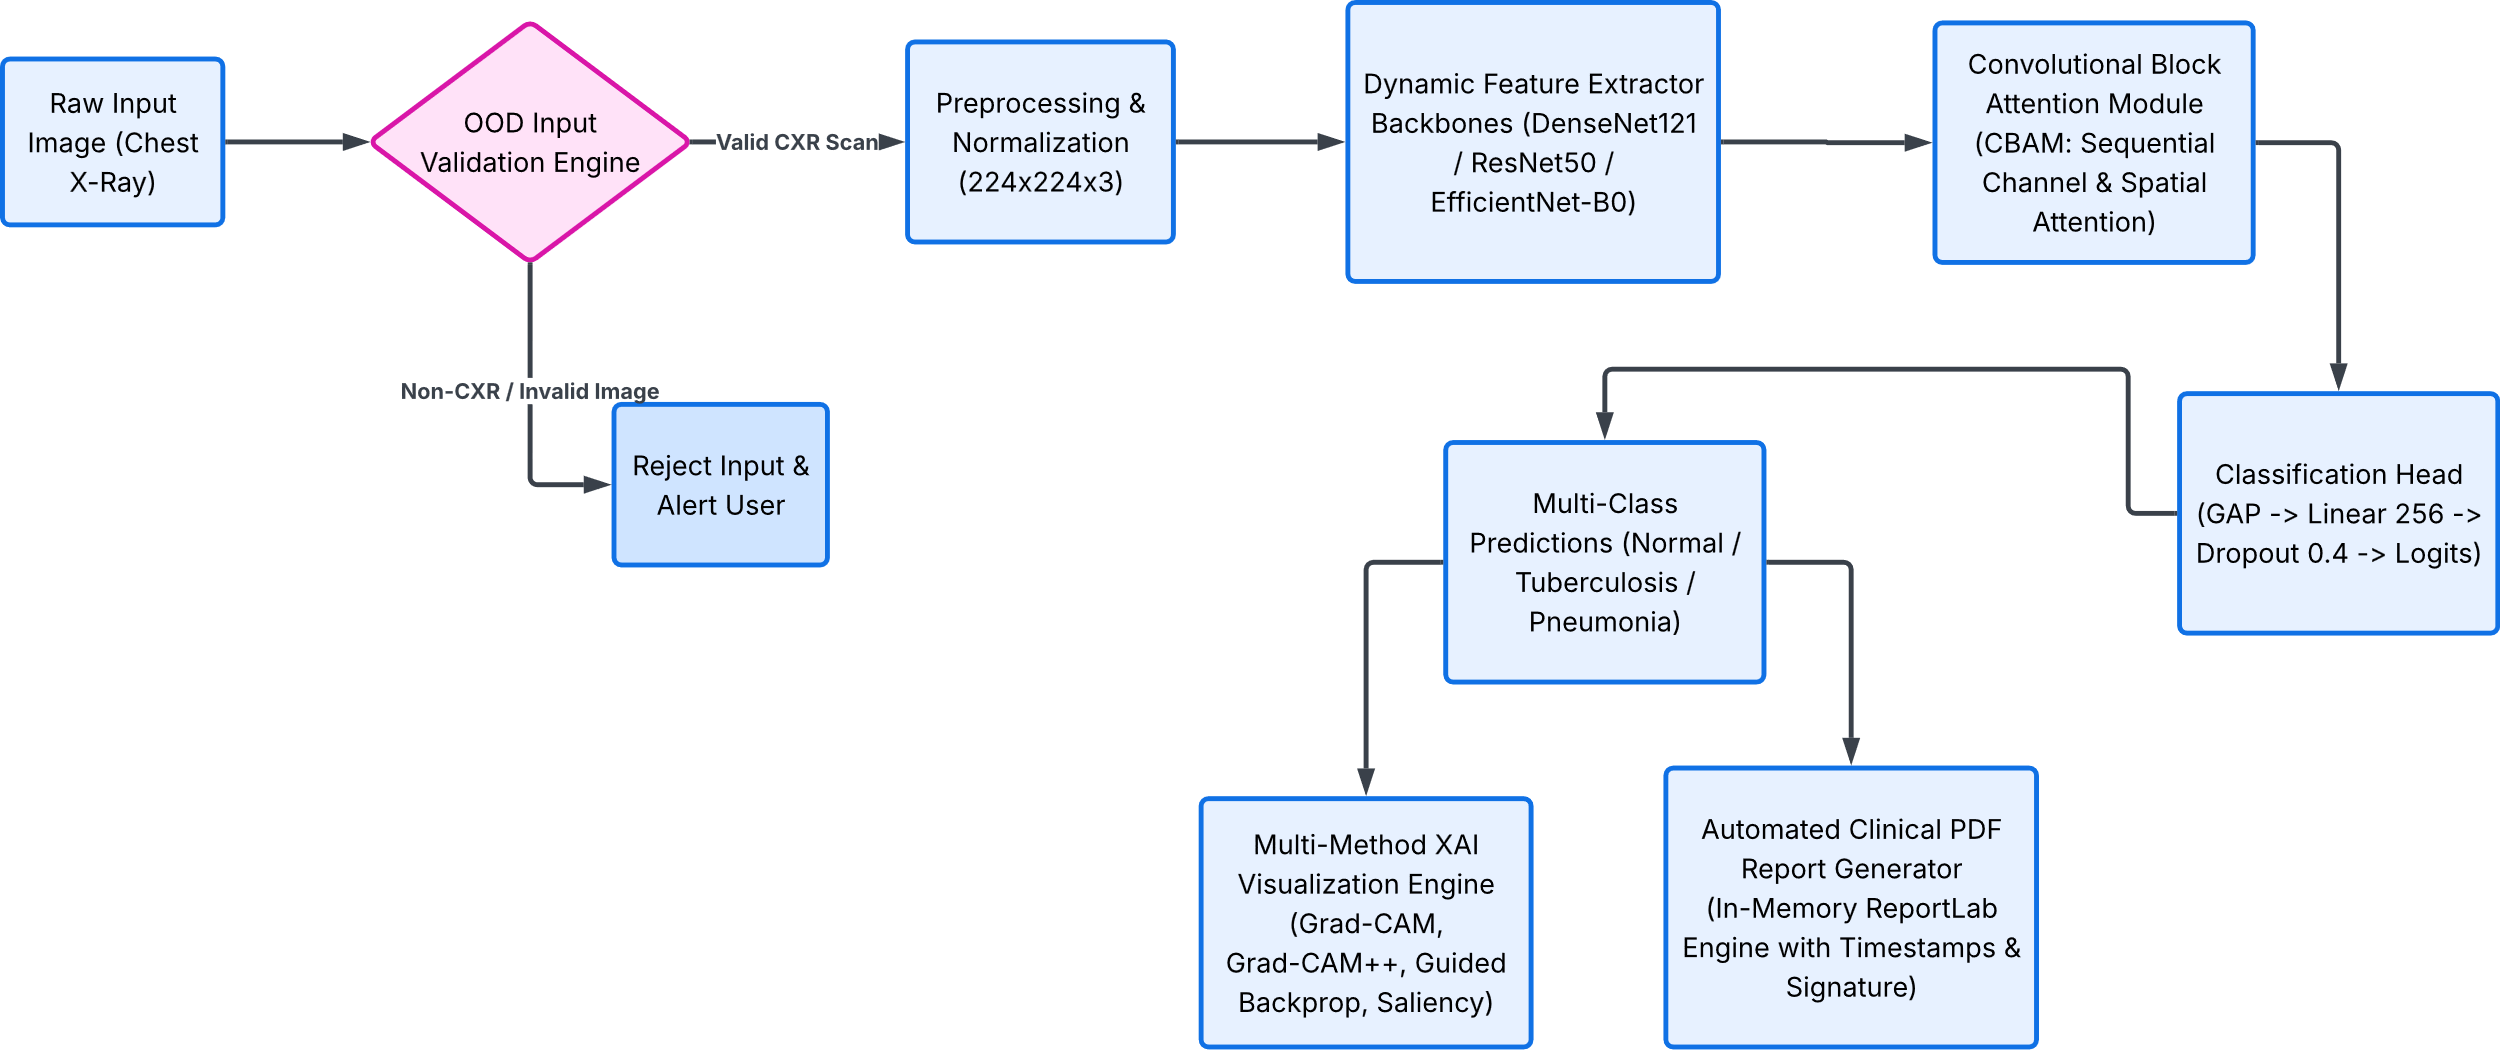 Raw Input
Image (Chest
X-Ray)
OOD Input
Validation Engine
Valid CXR Scan
Preprocessing &
Normalization
(224x224x3)
Dynamic Feature Extractor
Backbones (DenseNet121
/ ResNet50 /
EfficientNet-B0)
Convolutional Block
Attention Module
(CBAM: Sequential
Channel & Spatial
Attention)
Non-CXR / Invalid Image
Reject Input &
Alert User
Classification Head
(GAP -> Linear 256 ->
Dropout 0.4 -> Logits)
Multi-Class
Predictions (Normal /
Tuberculosis /
Pneumonia)
Multi-Method XAI
Visualization Engine
(Grad-CAM,
Grad-CAM++, Guided
Backprop, Saliency)
Automated Clinical PDF
Report Generator
(In-Memory ReportLab
Engine with Timestamps &
Signature)